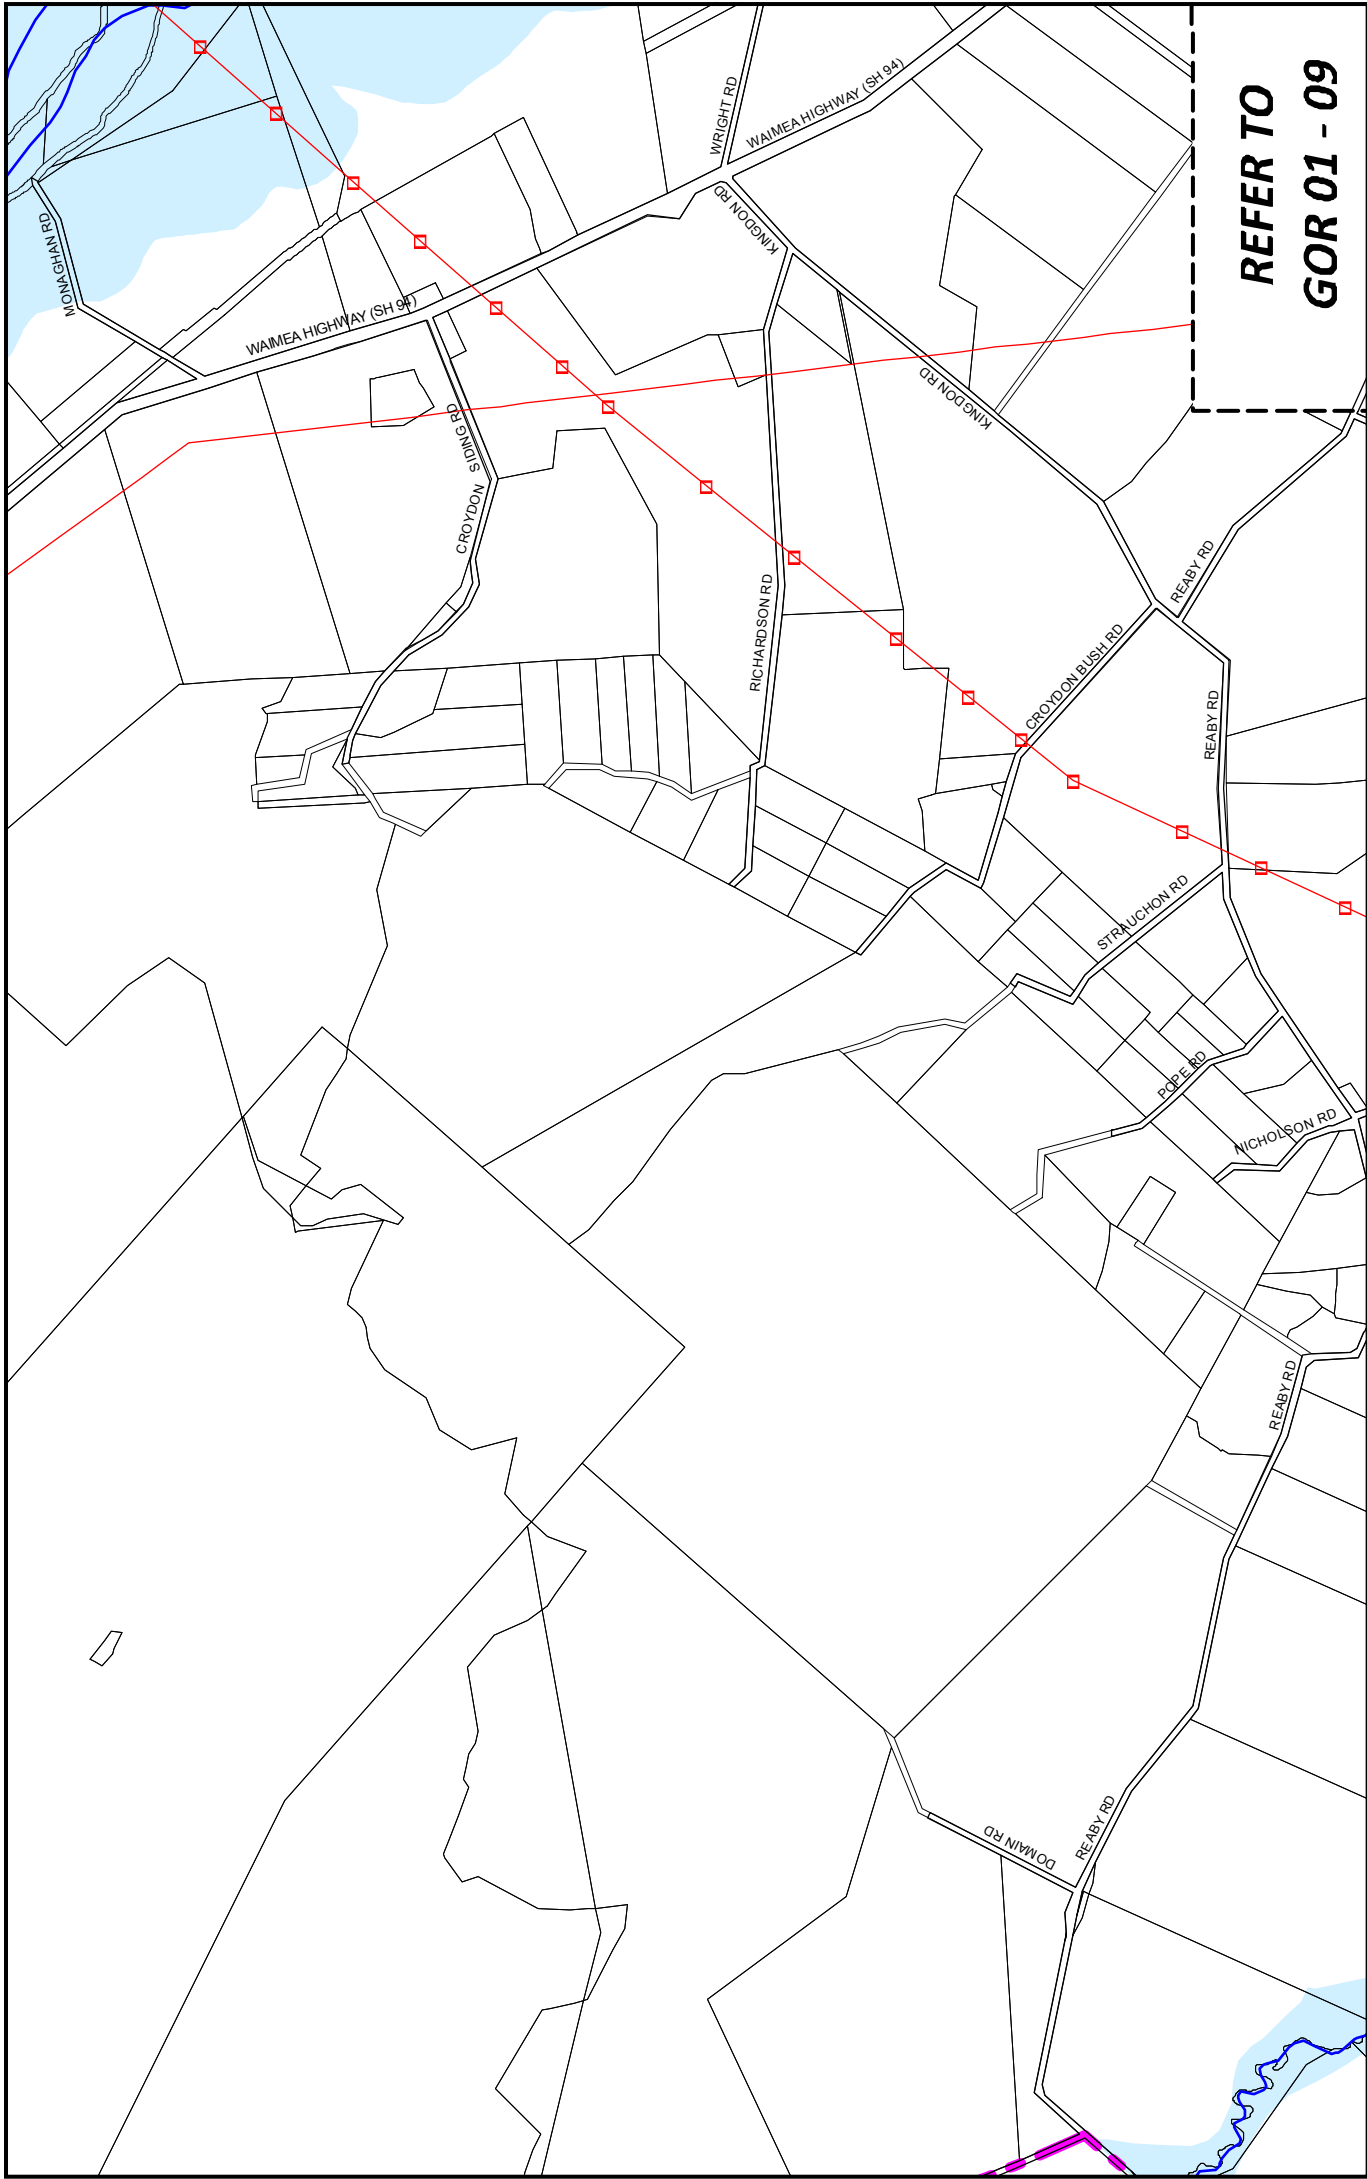 REFER TO
GOR 01 - 09
WRIGHT RD
WAIMEA HIGHWAY (SH 94)
MONAGHAN RD
KINGDON RD
WAIMEA HIGHWAY (SH 94)
KINGDON RD
CROYDON SIDING RD
REABY RD
RICHARDSON RD
CROYDON BUSH RD
REABY RD
STRAUCHON RD
POPE RD
NICHOLSON RD
REABY RD
DOMAIN RD
REABY RD